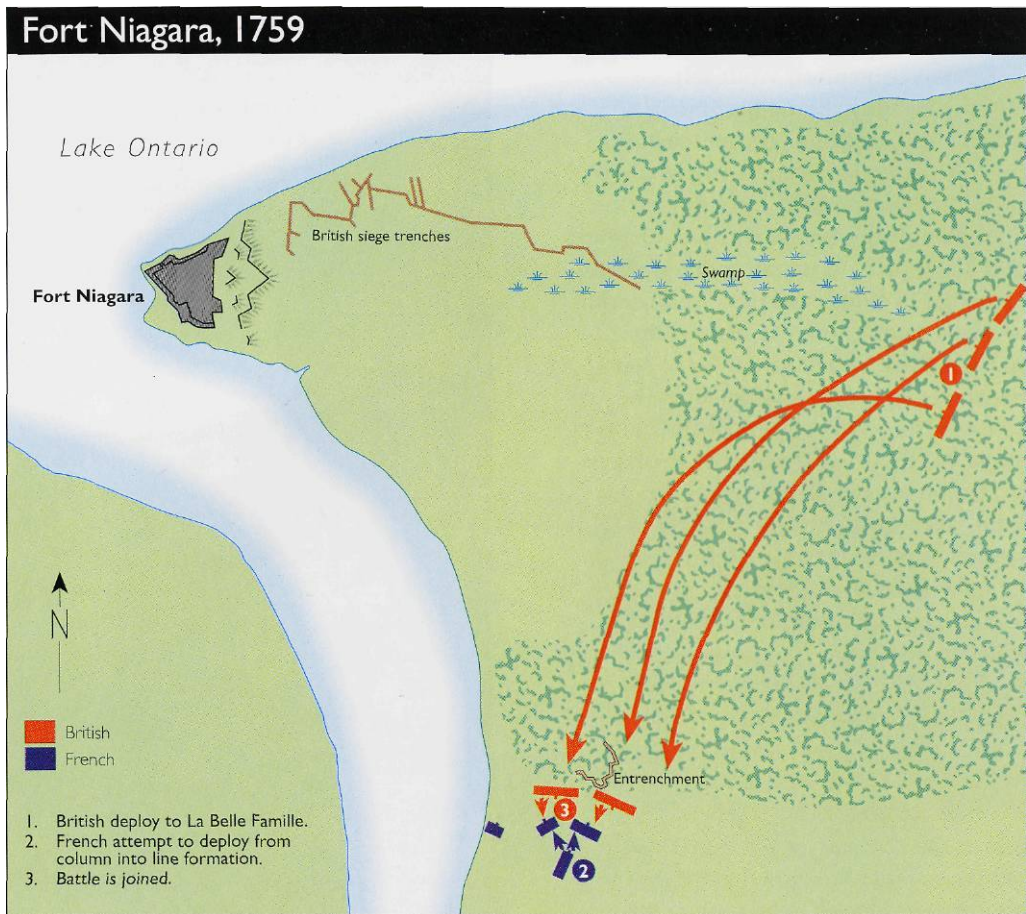 Fort Niagara, 1759
Lake Ontario
British siege trenches
Swamp
Fort Niagara
1
N
British
French
Entrenchment
3
2
1. British deploy to La Belle Famille.
2. French attempt to deploy from
column into line formation.
3. Battle is joined.